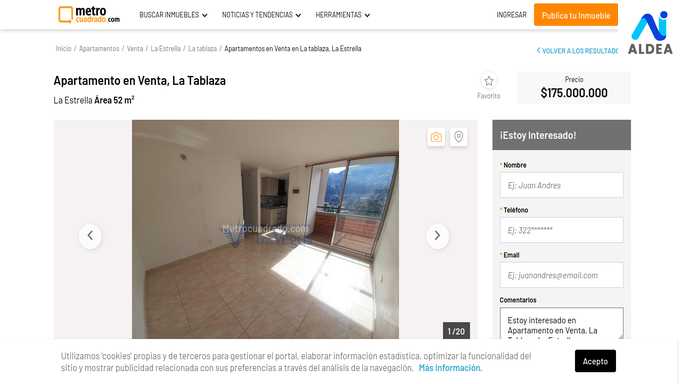 metro
cuadrado.com
BUSCAR INMUEBLES
NOTICIAS Y TENDENCIAS
HERRAMIENTAS
INGRESAR
Publica tu Inmueble
ALDEA
Inicio / Apartamentos / Venta / La Estrella / La tablaza / Apartamentos en Venta en La tablaza, La Estrella
VOLVER A LOS RESULTADO
Apartamento en Venta, La Tablaza
La Estrella Área 52 m²
Favorito
Precio
$175.000.000
¡Estoy Interesado!
* Nombre
Ej: Juan Andres
* Teléfono
Ej: 322*******
* Email
Ej: juanandres@email.com
Comentarios
Estoy interesado en
Apartamento en Venta, La
Metrocuadrado.com
1 / 20
Utilizamos 'cookies' propias y de terceros para gestionar el portal, elaborar información estadística, optimizar la funcionalidad del
sitio y mostrar publicidad relacionada con sus preferencias a través del análisis de la navegación. Más Información.
Acepto